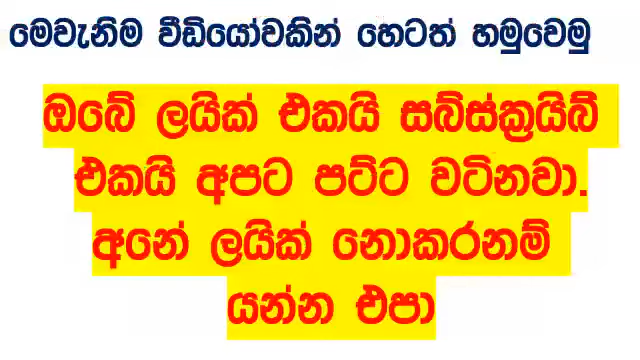 මෙවැනිම වීඩියෝවකින් හෙටත් හමුවෙමු
ඔබේ ලයික් එකයි සබ්ස්ක්‍රයිබ්
එකයි අපට පට්ට වටිනවා.
අනේ ලයික් නොකරනම්
යන්න එපා